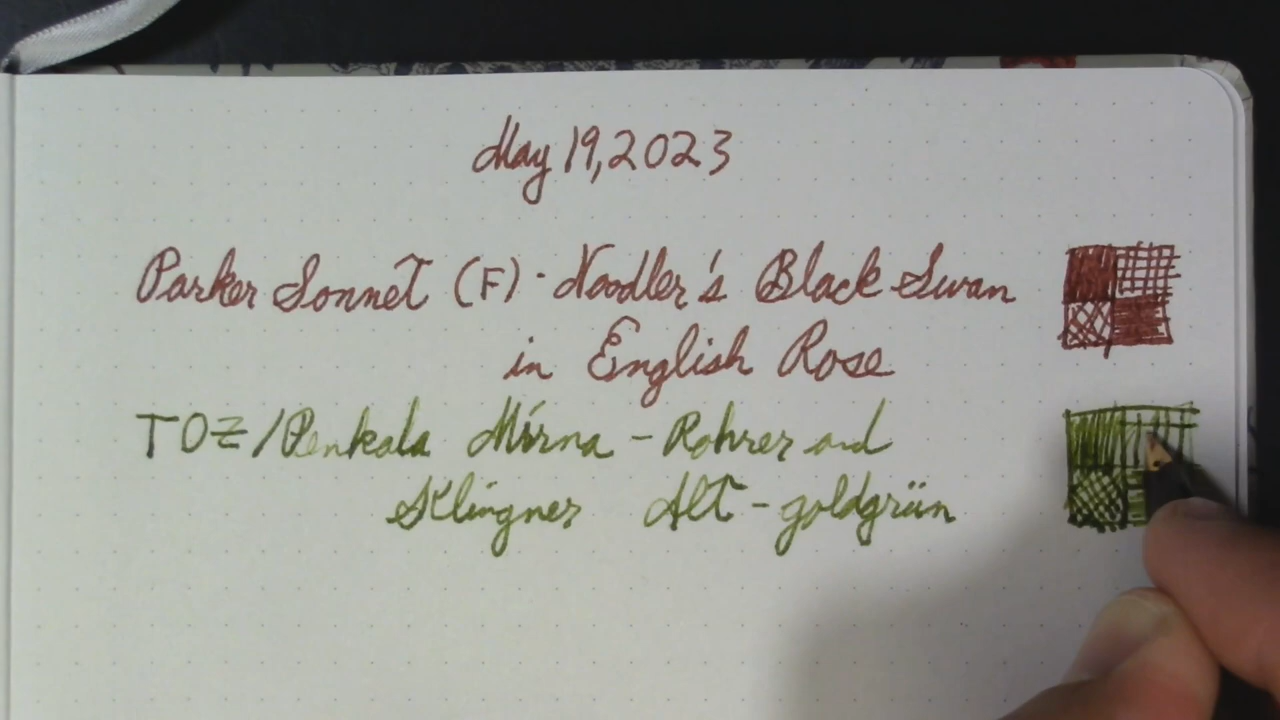 May 19, 2023
Parker Sonnet (F) · Noodler's Black Swan
in English Rose
TOZ/Penkala Mirna - Rohrer and
Klingner Alt-goldgrün